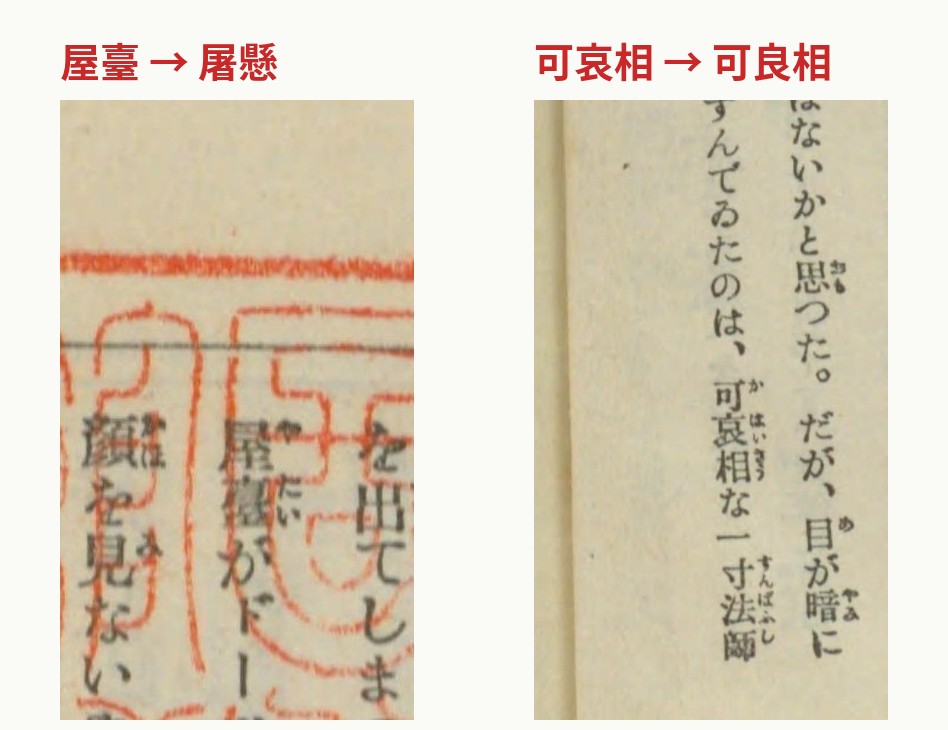 屋臺 → 屠懸
を出てしま
屋臺がドー
顔を見ない
可哀相 → 可良相
はないかと思つた。だが、目が暗に
すんでゐたのは、可哀相な一寸法師